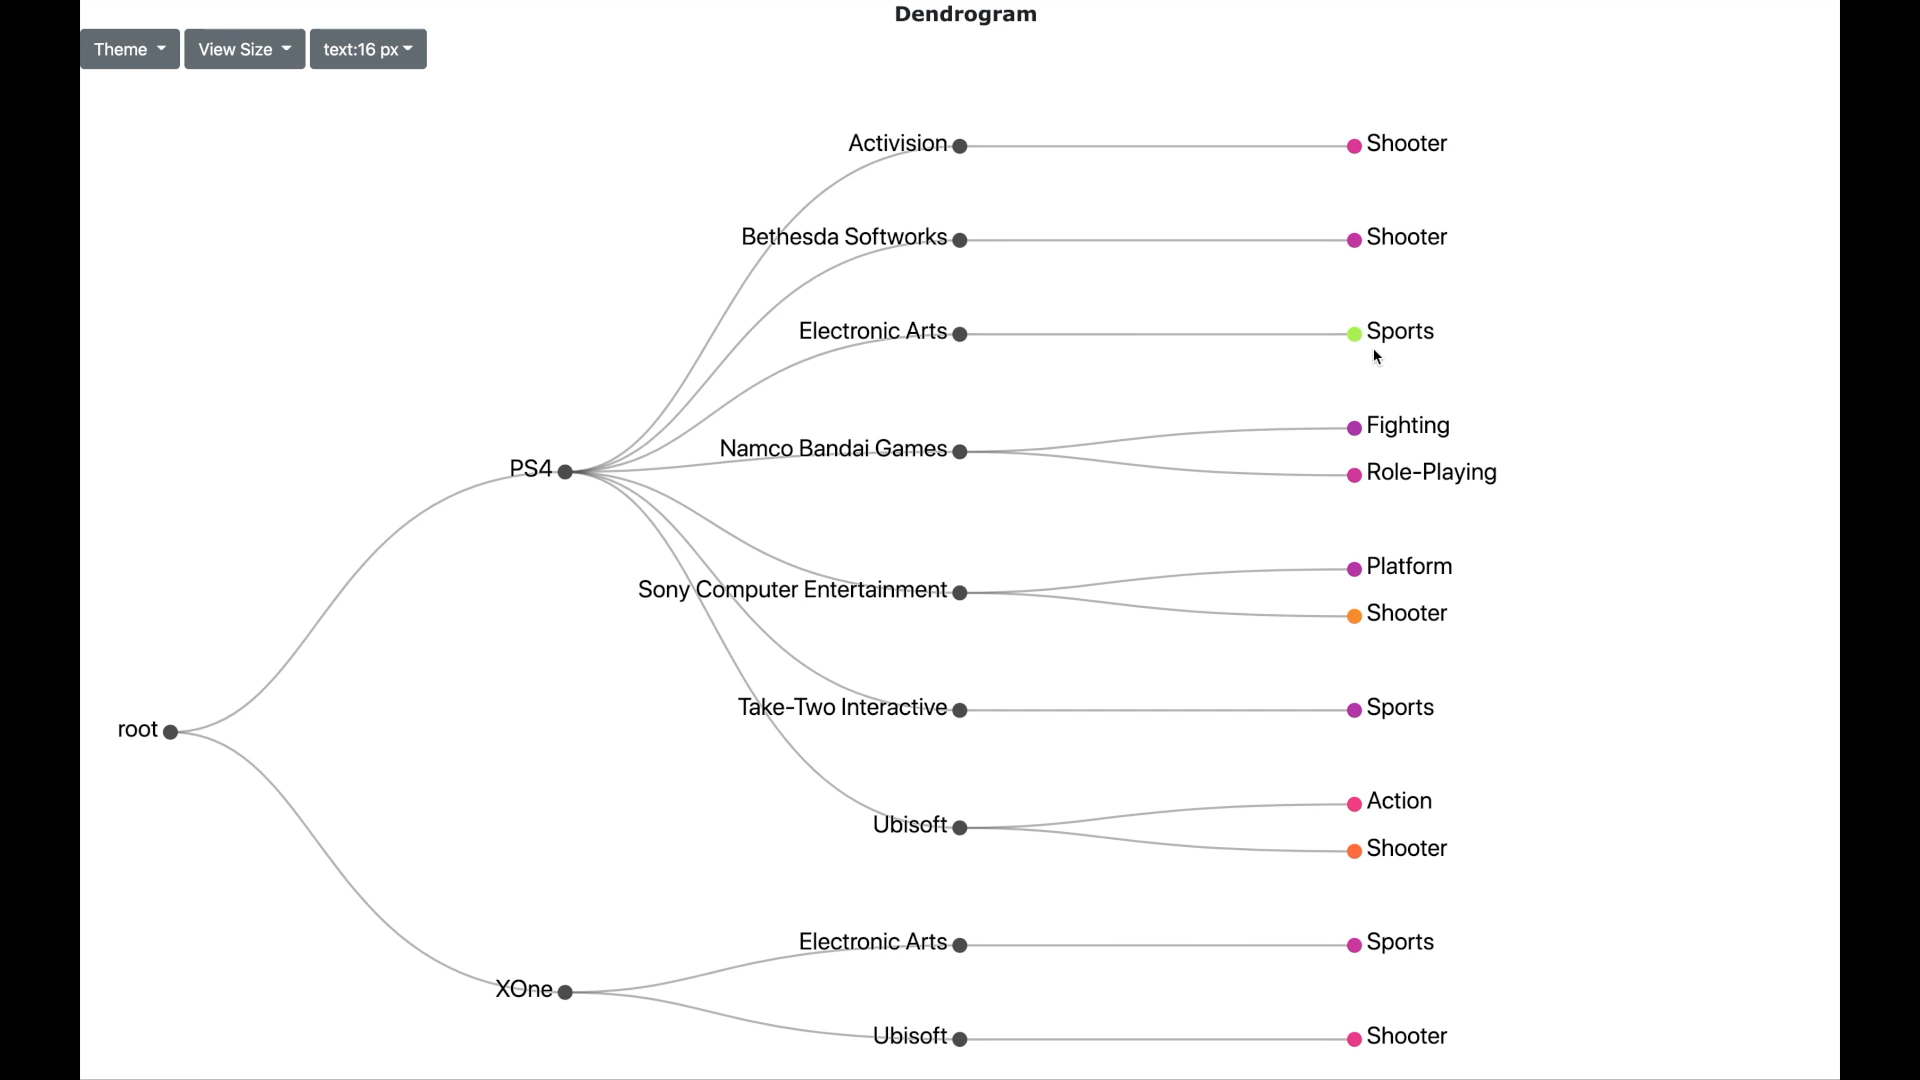 Dendrogram
Theme
View Size
text:16 px
Activision
Shooter
Bethesda Softworks
Shooter
Electronic Arts
Sports
Fighting
Namco Bandai Games
PS4
Role-Playing
Platform
Sony Computer Entertainment
Shooter
Take-Two Interactive
Sports
root
Action
Ubisoft
Shooter
Electronic Arts
Sports
XOne
Ubisoft
Shooter